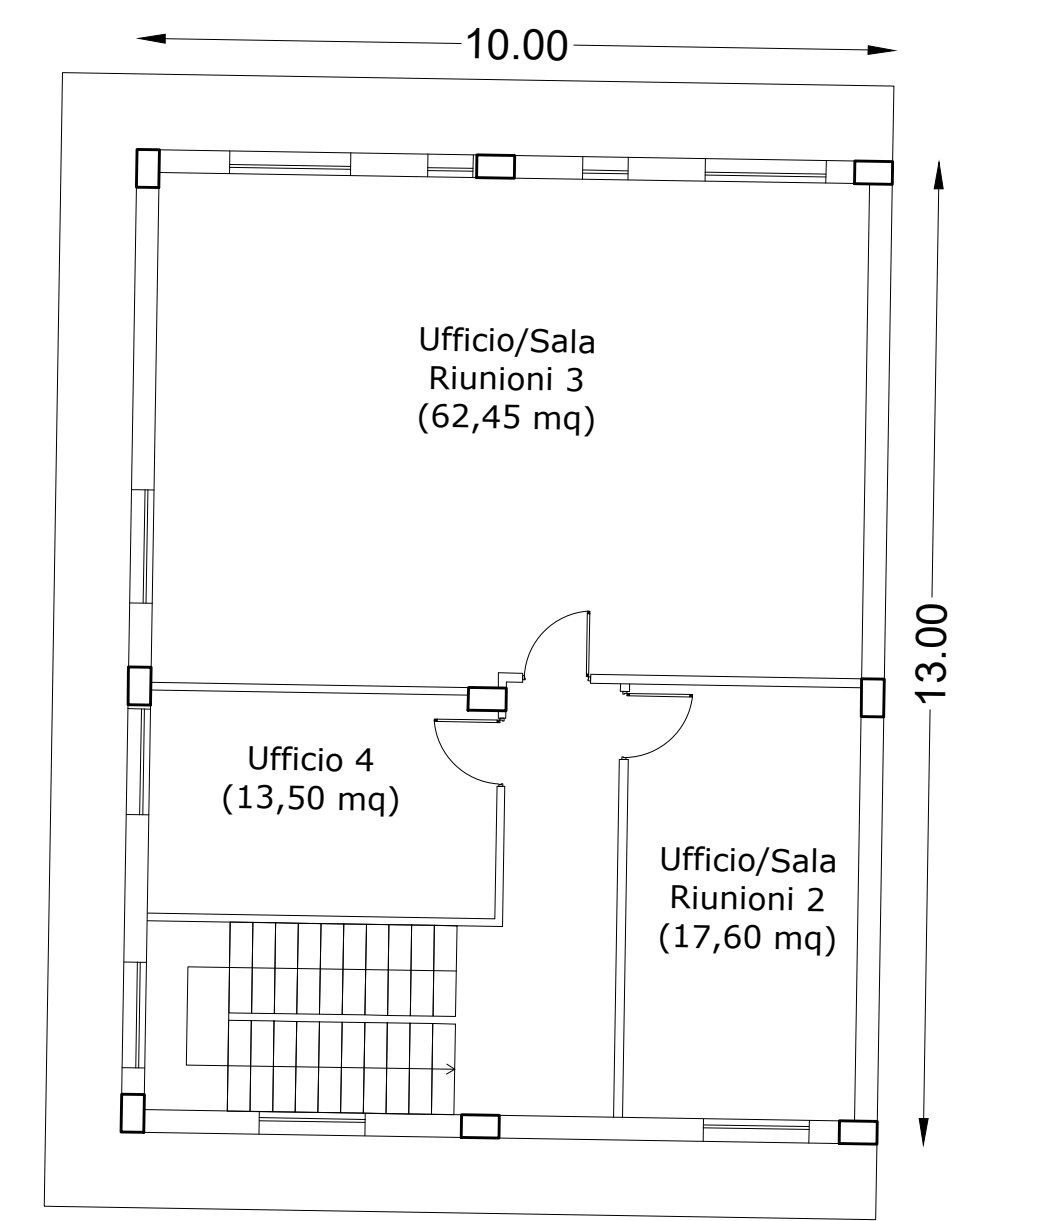 10.00
Ufficio/Sala
Riunioni 3
(62,45 mq)
13.00
Ufficio 4
(13,50 mq)
Ufficio/Sala
Riunioni 2
(17,60 mq)